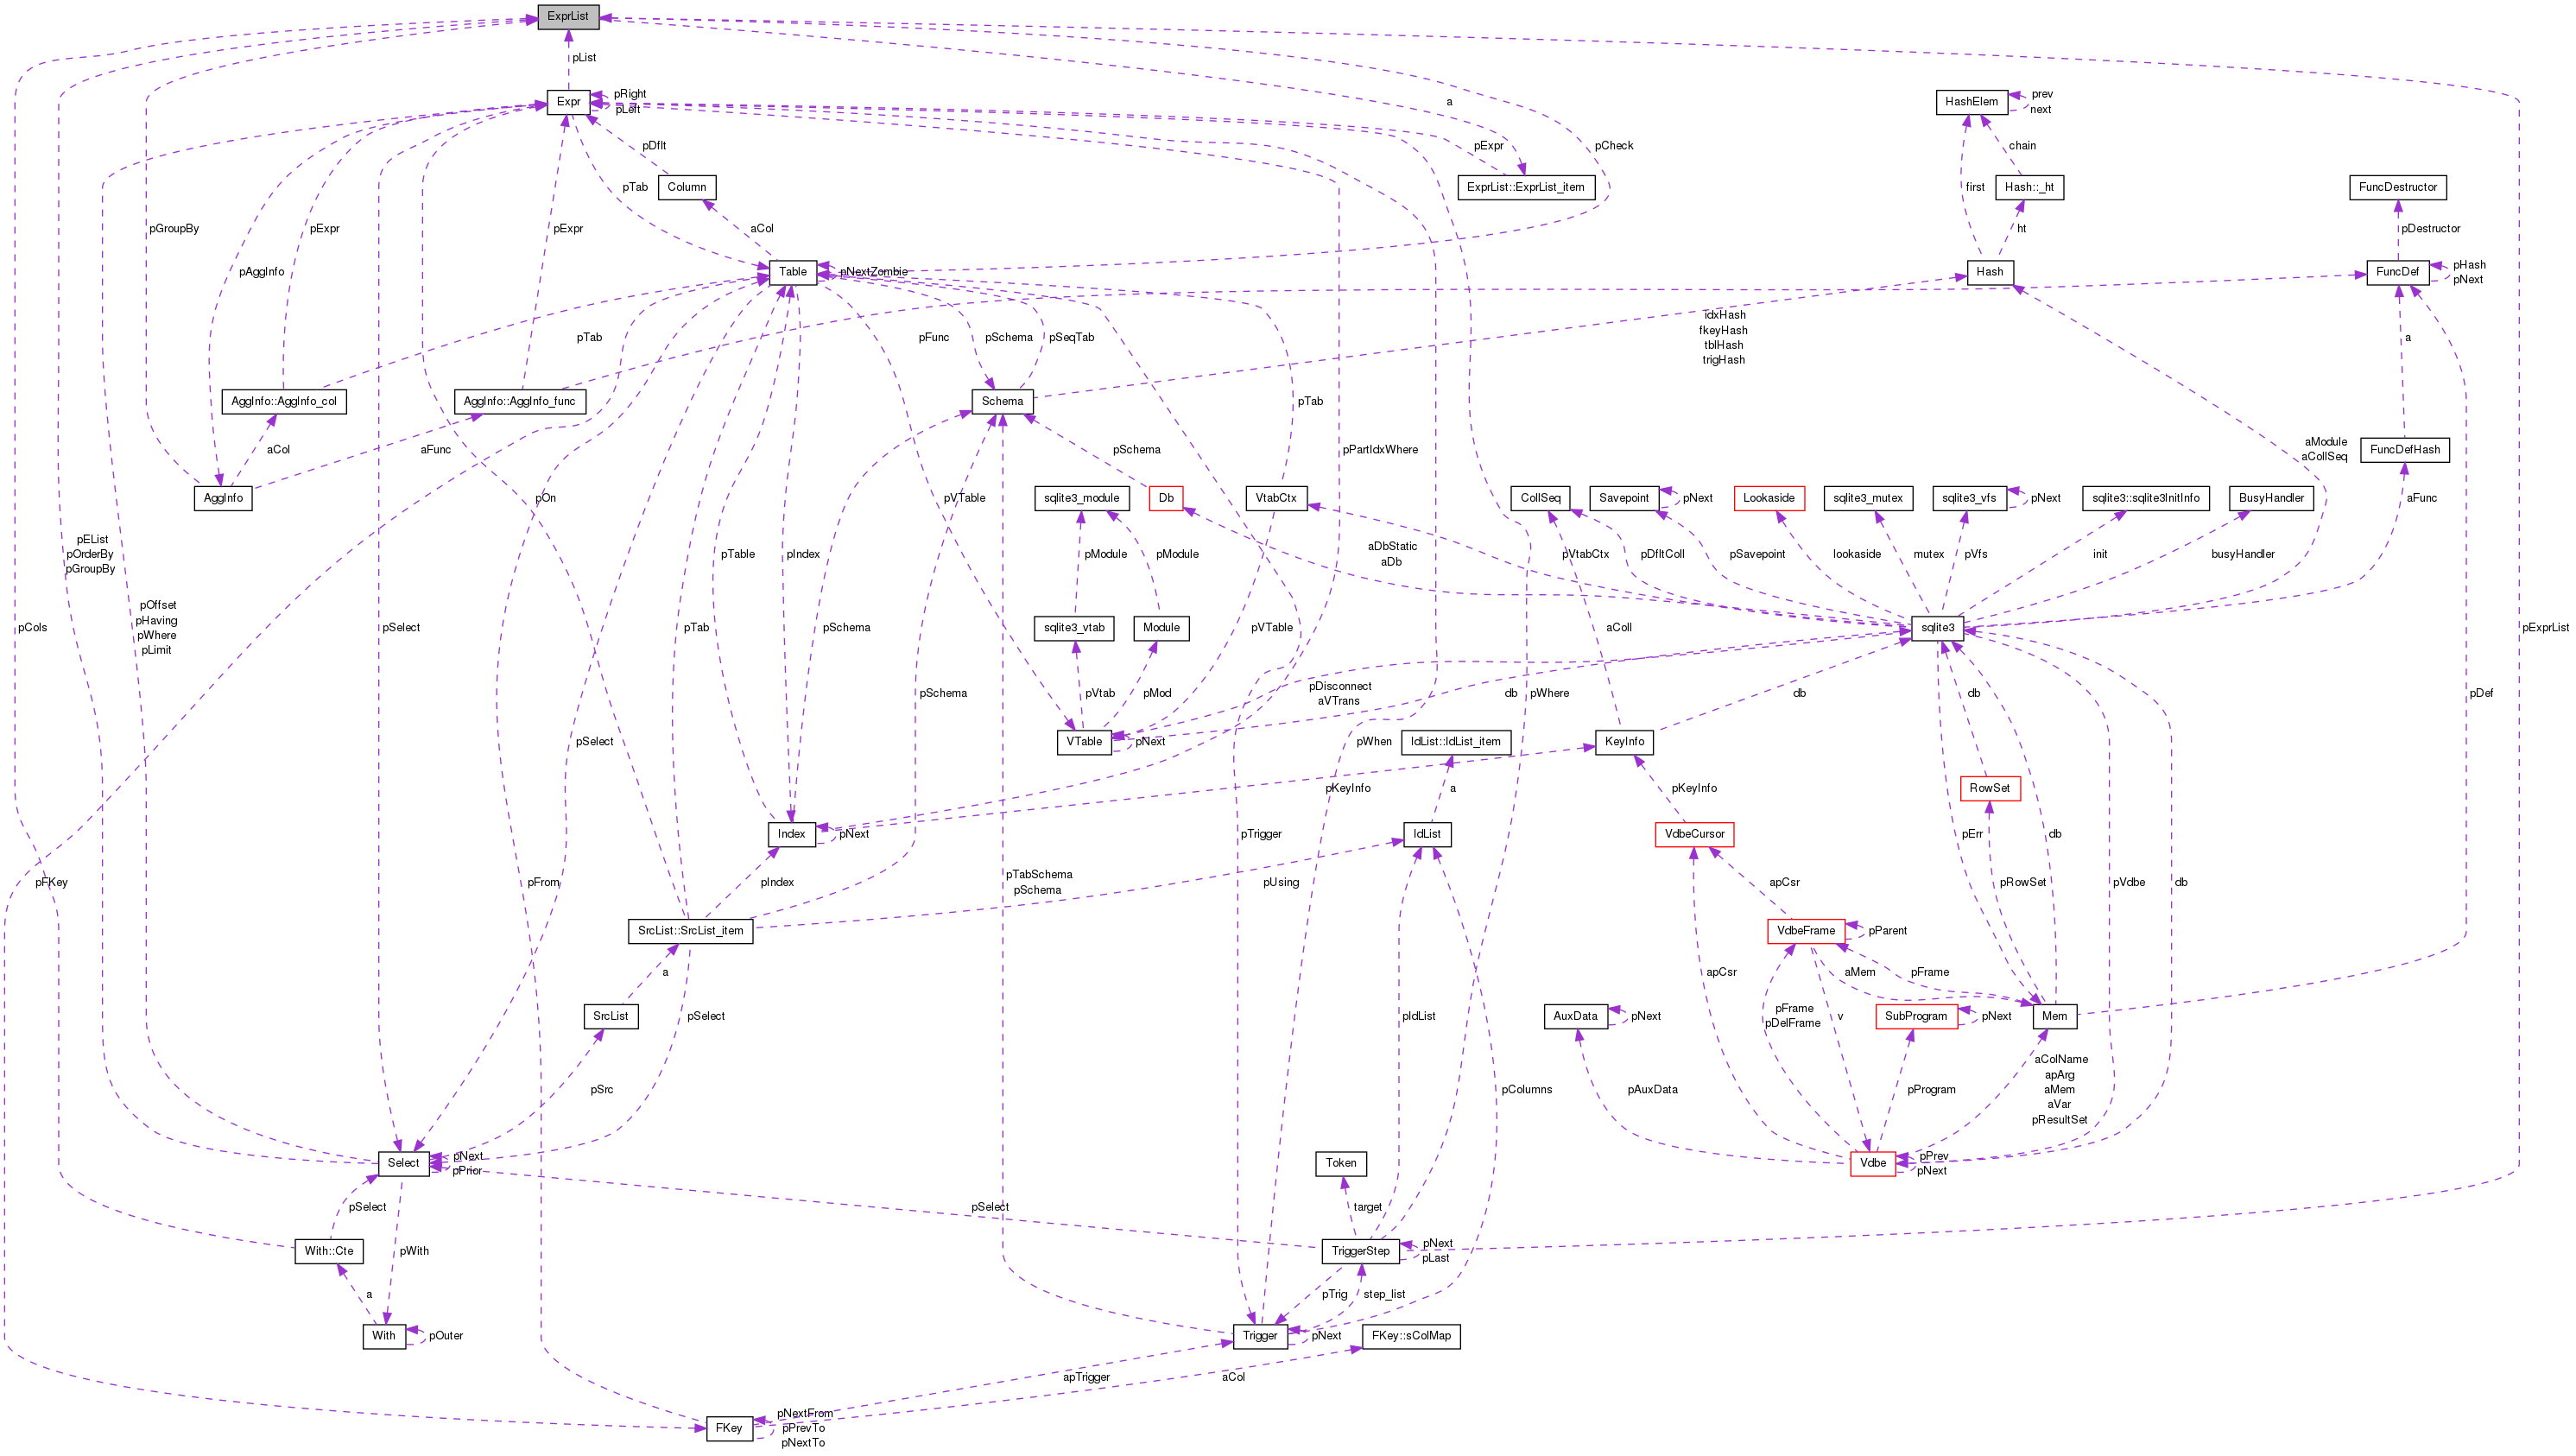 ExprList
pList
Expr
pRight
pLeft
a
HashElem
prev
next
pDflt
pExpr
pCheck
chain
pTab
Column
ExprList::ExprList_item
first
Hash::_ht
FuncDestructor
pGroupBy
pExpr
pExpr
aCol
ht
pDestructor
pAggInfo
Table
pNextZombie
Hash
FuncDef
pHash
pNext
pTab
pFunc
pSchema
pSeqTab
idxHash
fkeyHash
tblHash
trigHash
a
AggInfo::AggInfo_col
AggInfo::AggInfo_func
Schema
pTab
aCol
aFunc
pSchema
pPartIdxWhere
aModule
aCollSeq
FuncDefHash
AggInfo
pOn
pVTable
sqlite3_module
Db
VtabCtx
CollSeq
Savepoint
pNext
Lookaside
sqlite3_mutex
sqlite3_vfs
pNext
sqlite3::sqlite3InitInfo
BusyHandler
aFunc
pEList
pOrderBy
pGroupBy
pTable
pIndex
pModule
pModule
aDbStatic
aDb
pVtabCtx
pDfltColl
pSavepoint
lookaside
mutex
pVfs
init
busyHandler
pOffset
pHaving
pWhere
pLimit
pCols
pSelect
pTab
pSchema
sqlite3_vtab
Module
pVTable
aColl
sqlite3
pExprList
pSchema
pVtab
pMod
pDisconnect
aVTrans
db
pWhere
db
db
pDef
pSelect
VTable
pNext
pWhen
IdList::IdList_item
KeyInfo
pKeyInfo
a
pKeyInfo
RowSet
Index
pNext
pTrigger
IdList
VdbeCursor
pErr
db
pFKey
pFrom
pIndex
pTabSchema
pSchema
pUsing
apCsr
pRowSet
pVdbe
db
SrcList::SrcList_item
VdbeFrame
pParent
a
apCsr
aMem
pFrame
SrcList
pSelect
pIdList
AuxData
pNext
pFrame
pDelFrame
v
SubProgram
pNext
Mem
pSrc
pColumns
pAuxData
pProgram
aColName
apArg
aMem
aVar
pResultSet
Select
pNext
pPrior
Token
Vdbe
pPrev
pNext
pSelect
pSelect
target
With::Cte
pWith
TriggerStep
pNext
pLast
a
pTrig
step_list
With
pOuter
Trigger
pNext
FKey::sColMap
apTrigger
aCol
FKey
pNextFrom
pPrevTo
pNextTo